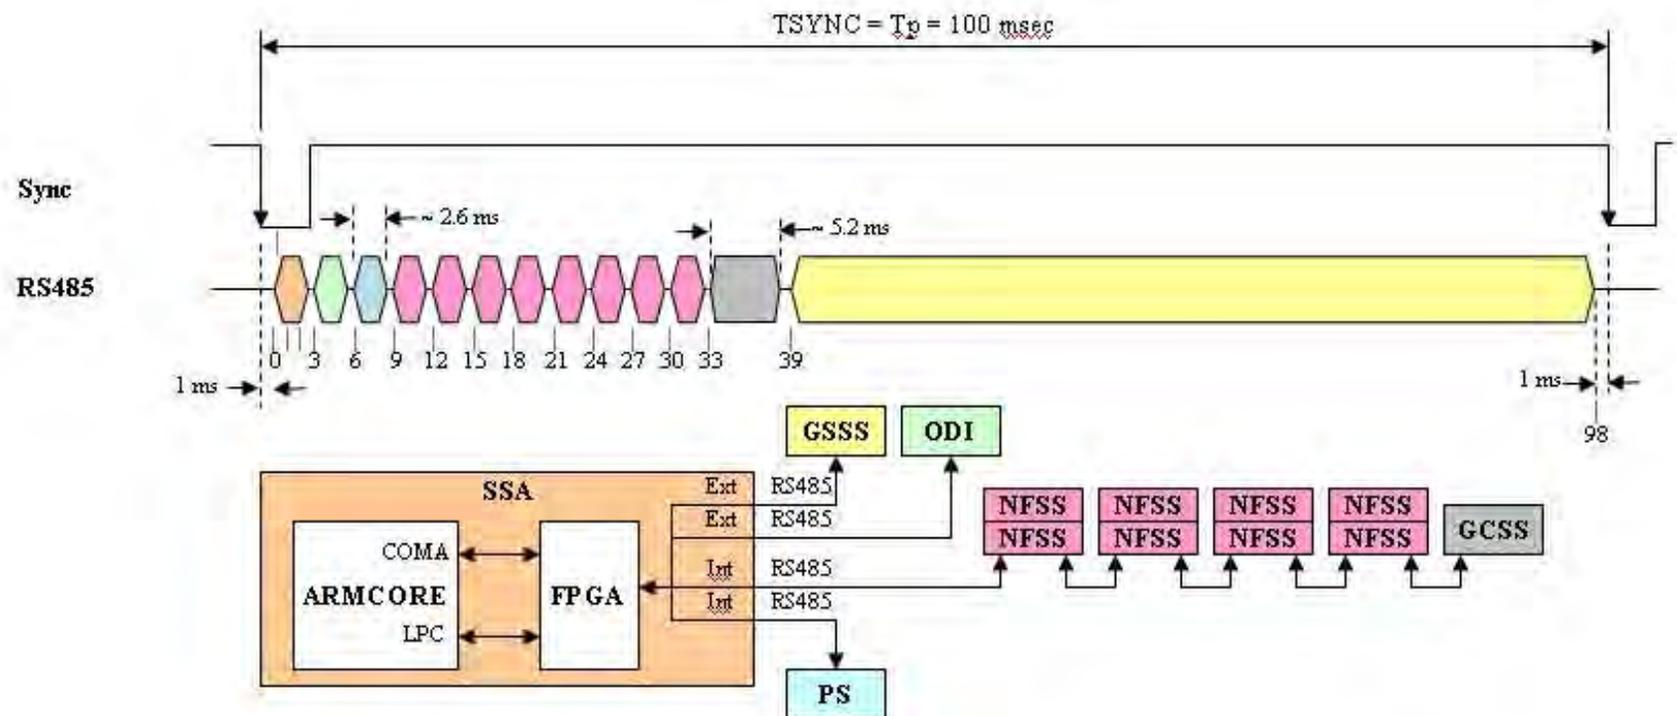 TSYNC = Tp = 100 msec
Sync
~ 2.6 ms
~ 5.2 ms
RS485
0 3 6 9 12 15 18 21 24 27 30 33 39
1 ms
1 ms
98
GSSS
ODI
SSA
Ext RS485
Ext RS485
NFSS NFSS NFSS NFSS
NFSS NFSS NFSS NFSS
GCSS
COMA
ARMCORE
FPGA
LPC
Int RS485
Int RS485
PS